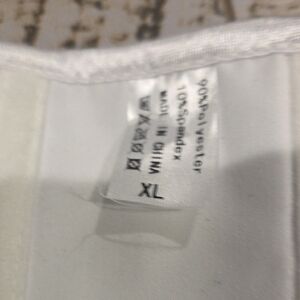 90%Polyester
10%Spandex
MADE IN CHINA
XL